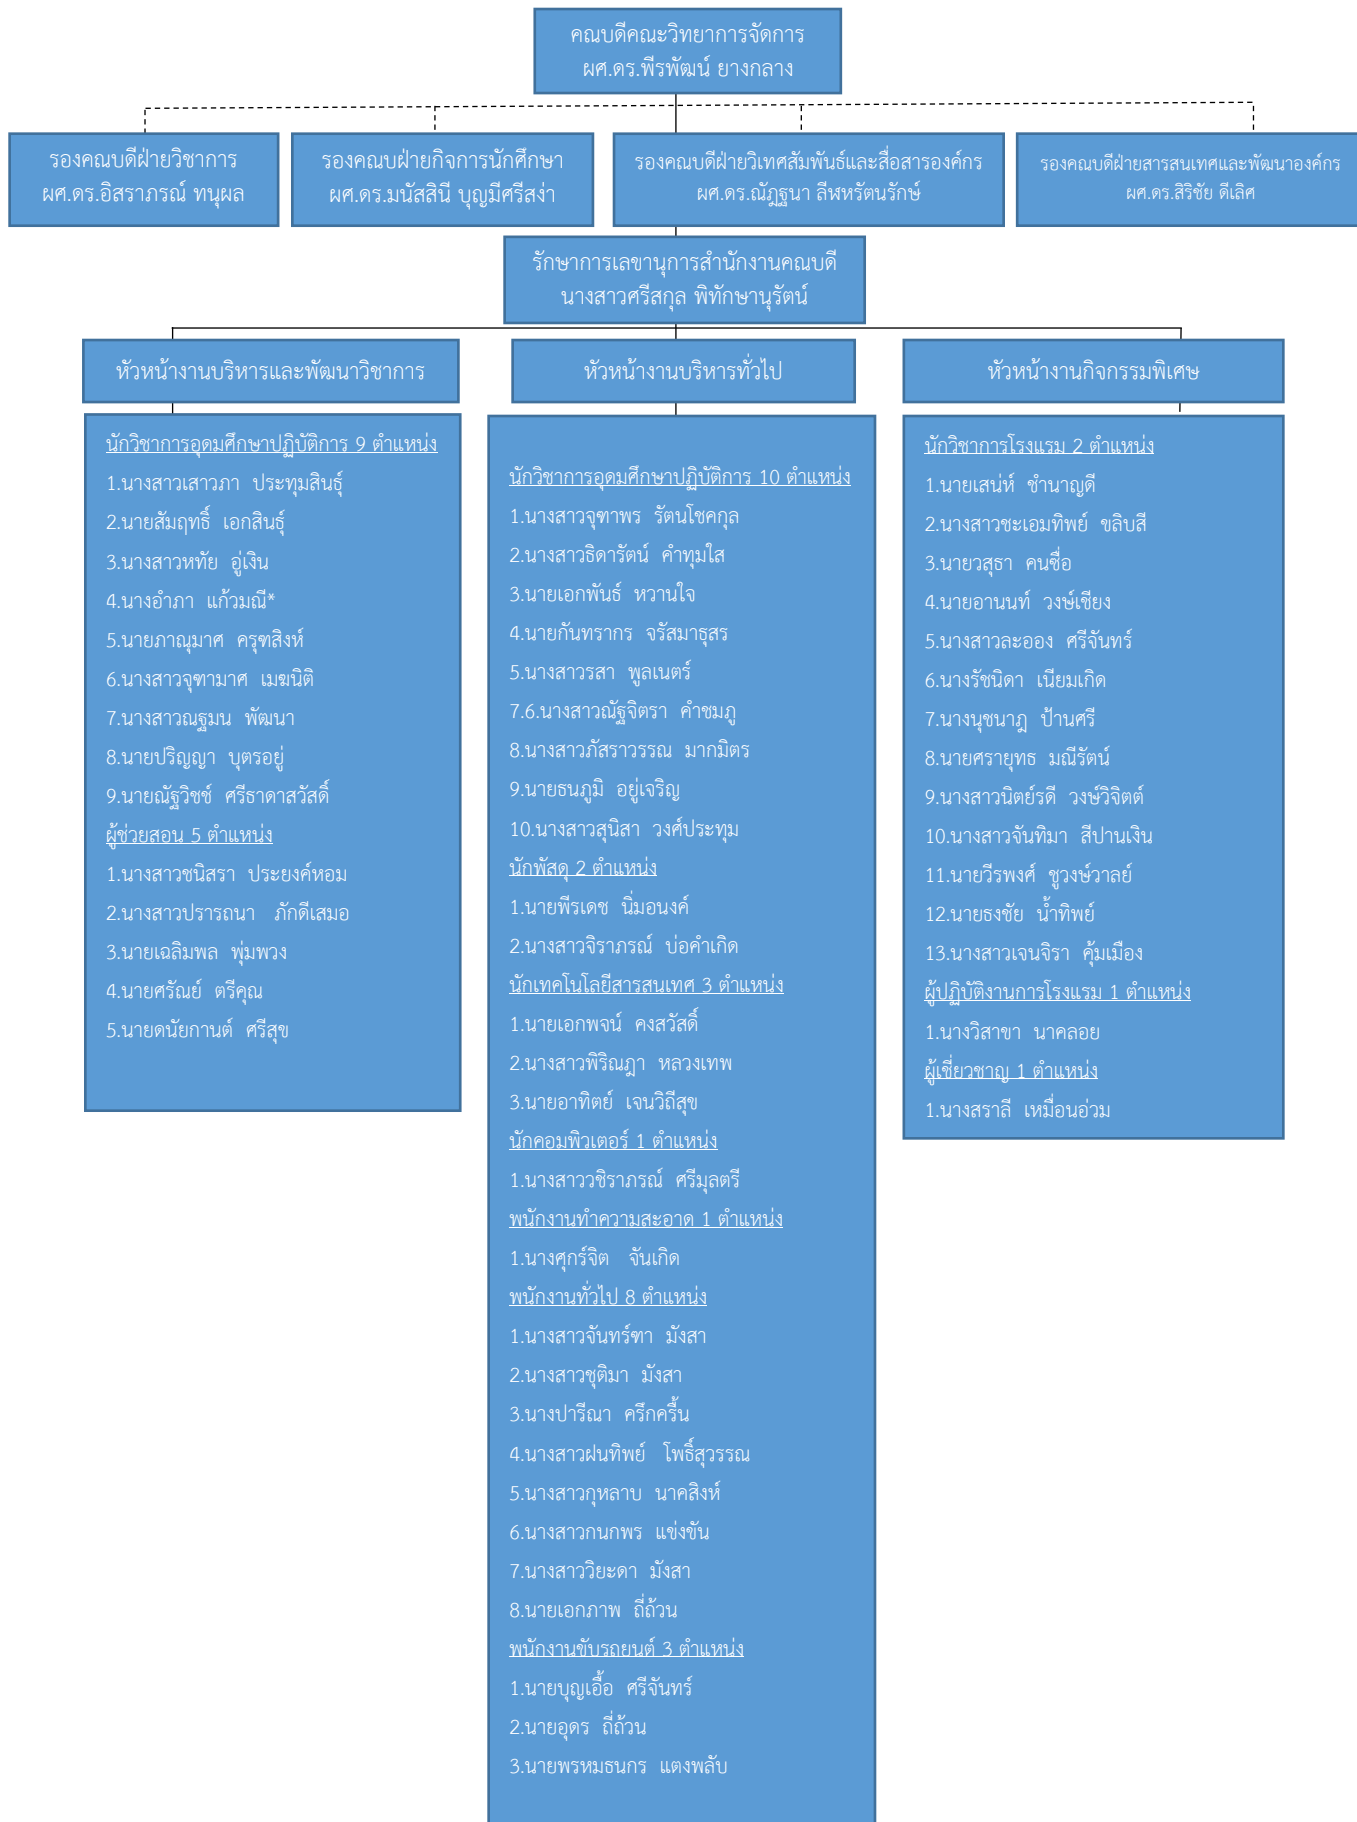 คณบดีคณะวิทยาการจัดการ
ผศ.ดร.พีรพัฒน์ ยางกลาง
รองคณบดีฝ่ายวิชาการ
ผศ.ดร.อิสราภรณ์ ทนุผล
รองคณบฝ่ายกิจการนักศึกษา
ผศ.ดร.มนัสสินี บุญมีศรีสง่า
รองคณบดีฝ่ายวิเทศสัมพันธ์และสื่อสารองค์กร
ผศ.ดร.ณัฏฐนา ลีฬหรัตนรักษ์
รองคณบดีฝ่ายสารสนเทศและพัฒนาองค์กร
ผศ.ดร.สิริชัย ดีเลิศ
รักษาการเลขานุการสำนักงานคณบดี
นางสาวศรีสกุล พิทักษานุรัตน์
หัวหน้างานบริหารและพัฒนาวิชาการ
นักวิชาการอุดมศึกษาปฏิบัติการ 9 ตำแหน่ง
1.นางสาวเสาวภา ประทุมสินธุ์
2.นายสัมฤทธิ์ เอกสินธุ์
3.นางสาวหทัย อู่เงิน
4.นางอำภา แก้วมณี*
5.นายภาณุมาศ ครุฑสิงห์
6.นางสาวจุฑามาศ เมฆนิติ
7.นางสาวณฐมน พัฒนา
8.นายปริญญา บุตรอยู่
9.นายณัฐวิชช์ ศรีธาดาสวัสดิ์
ผู้ช่วยสอน 5 ตำแหน่ง
1.นางสาวชนิสรา ประยงค์หอม
2.นางสาวปรารถนา ภักดีเสมอ
3.นายเฉลิมพล พุ่มพวง
4.นายศรัณย์ ตรีคุณ
5.นายดนัยกานต์ ศรีสุข
หัวหน้างานบริหารทั่วไป
นักวิชาการอุดมศึกษาปฏิบัติการ 10 ตำแหน่ง
1.นางสาวจุฑาพร รัตนโชคกุล
2.นางสาวธิดารัตน์ คำทุมใส
3.นายเอกพันธ์ หวานใจ
4.นายกันทรากร จรัสมาธุสร
5.นางสาวรสา พูลเนตร์
7.6.นางสาวณัฐจิตรา คำชมภู
8.นางสาวภัสราวรรณ มากมิตร
9.นายธนภูมิ อยู่เจริญ
10.นางสาวสุนิสา วงศ์ประทุม
นักพัสดุ 2 ตำแหน่ง
1.นายพีรเดช นิ่มอนงค์
2.นางสาวจิราภรณ์ บ่อคำเกิด
นักเทคโนโลยีสารสนเทศ 3 ตำแหน่ง
1.นายเอกพจน์ คงสวัสดิ์
2.นางสาวพิริณฎา หลวงเทพ
3.นายอาทิตย์ เจนวิถีสุข
นักคอมพิวเตอร์ 1 ตำแหน่ง
1.นางสาววชิราภรณ์ ศรีมุลตรี
พนักงานทำความสะอาด 1 ตำแหน่ง
1.นางศุกร์จิต จันเกิด
พนักงานทั่วไป 8 ตำแหน่ง
1.นางสาวจันทร์ฑา มังสา
2.นางสาวชุติมา มังสา
3.นางปารีณา ครึกครื้น
4.นางสาวฝนทิพย์ โพธิ์สุวรรณ
5.นางสาวกุหลาบ นาคสิงห์
6.นางสาวกนกพร แข่งขัน
7.นางสาววิยะดา มังสา
8.นายเอกภาพ ถี่ถ้วน
พนักงานขับรถยนต์ 3 ตำแหน่ง
1.นายบุญเอื้อ ศรีจันทร์
2.นายอุดร ถี่ถ้วน
3.นายพรหมธนกร แตงพลับ
หัวหน้างานกิจกรรมพิเศษ
นักวิชาการโรงแรม 2 ตำแหน่ง
1.นายเสน่ห์ ชำนาญดี
2.นางสาวชะเอมทิพย์ ขลิบสี
3.นายวสุธา คนซื่อ
4.นายอานนท์ วงษ์เชียง
5.นางสาวละออง ศรีจันทร์
6.นางรัชนิดา เนียมเกิด
7.นางนุชนาฎ ป้านศรี
8.นายศรายุทธ มณีรัตน์
9.นางสาวนิตย์รดี วงษ์วิจิตต์
10.นางสาวจันทิมา สีปานเงิน
11.นายวีรพงศ์ ชูวงษ์วาลย์
12.นายธงชัย น้ำทิพย์
13.นางสาวเจนจิรา คุ้มเมือง
ผู้ปฏิบัติงานการโรงแรม 1 ตำแหน่ง
1.นางวิสาขา นาคลอย
ผู้เชี่ยวชาญ 1 ตำแหน่ง
1.นางสราลี เหมื่อนอ่วม